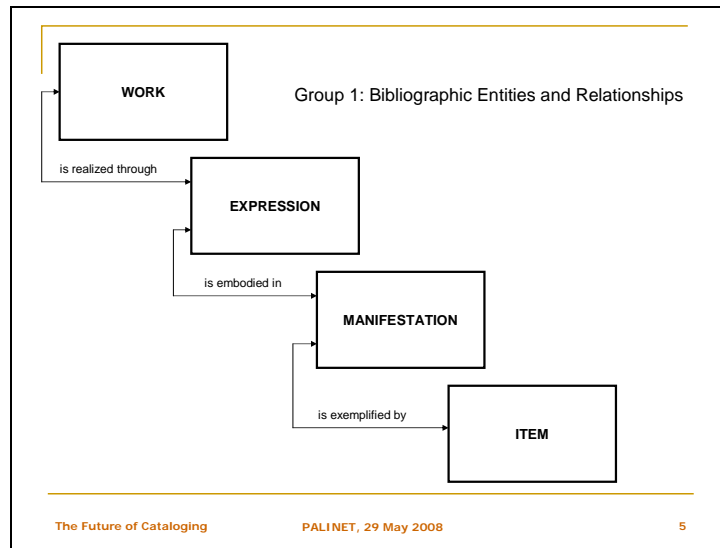 WORK
Group 1: Bibliographic Entities and Relationships
is realized through
EXPRESSION
is embodied in
MANIFESTATION
is exemplified by
ITEM
The Future of Cataloging PALINET, 29 May 2008 5